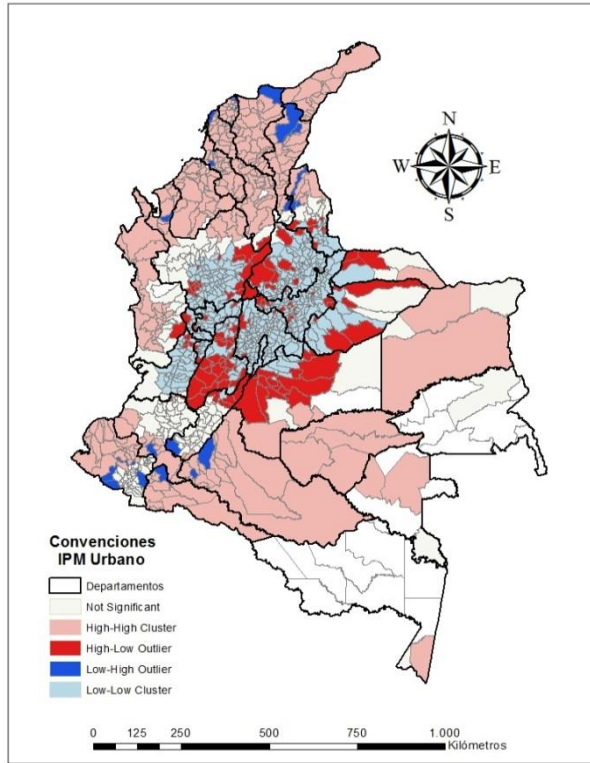 N
W E
S
Convenciones
IPM Urbano
Departamentos
Not Significant
High-High Cluster
High-Low Outlier
Low-High Outlier
Low-Low Cluster
0 125 250 500 750 1.000
Kilómetros